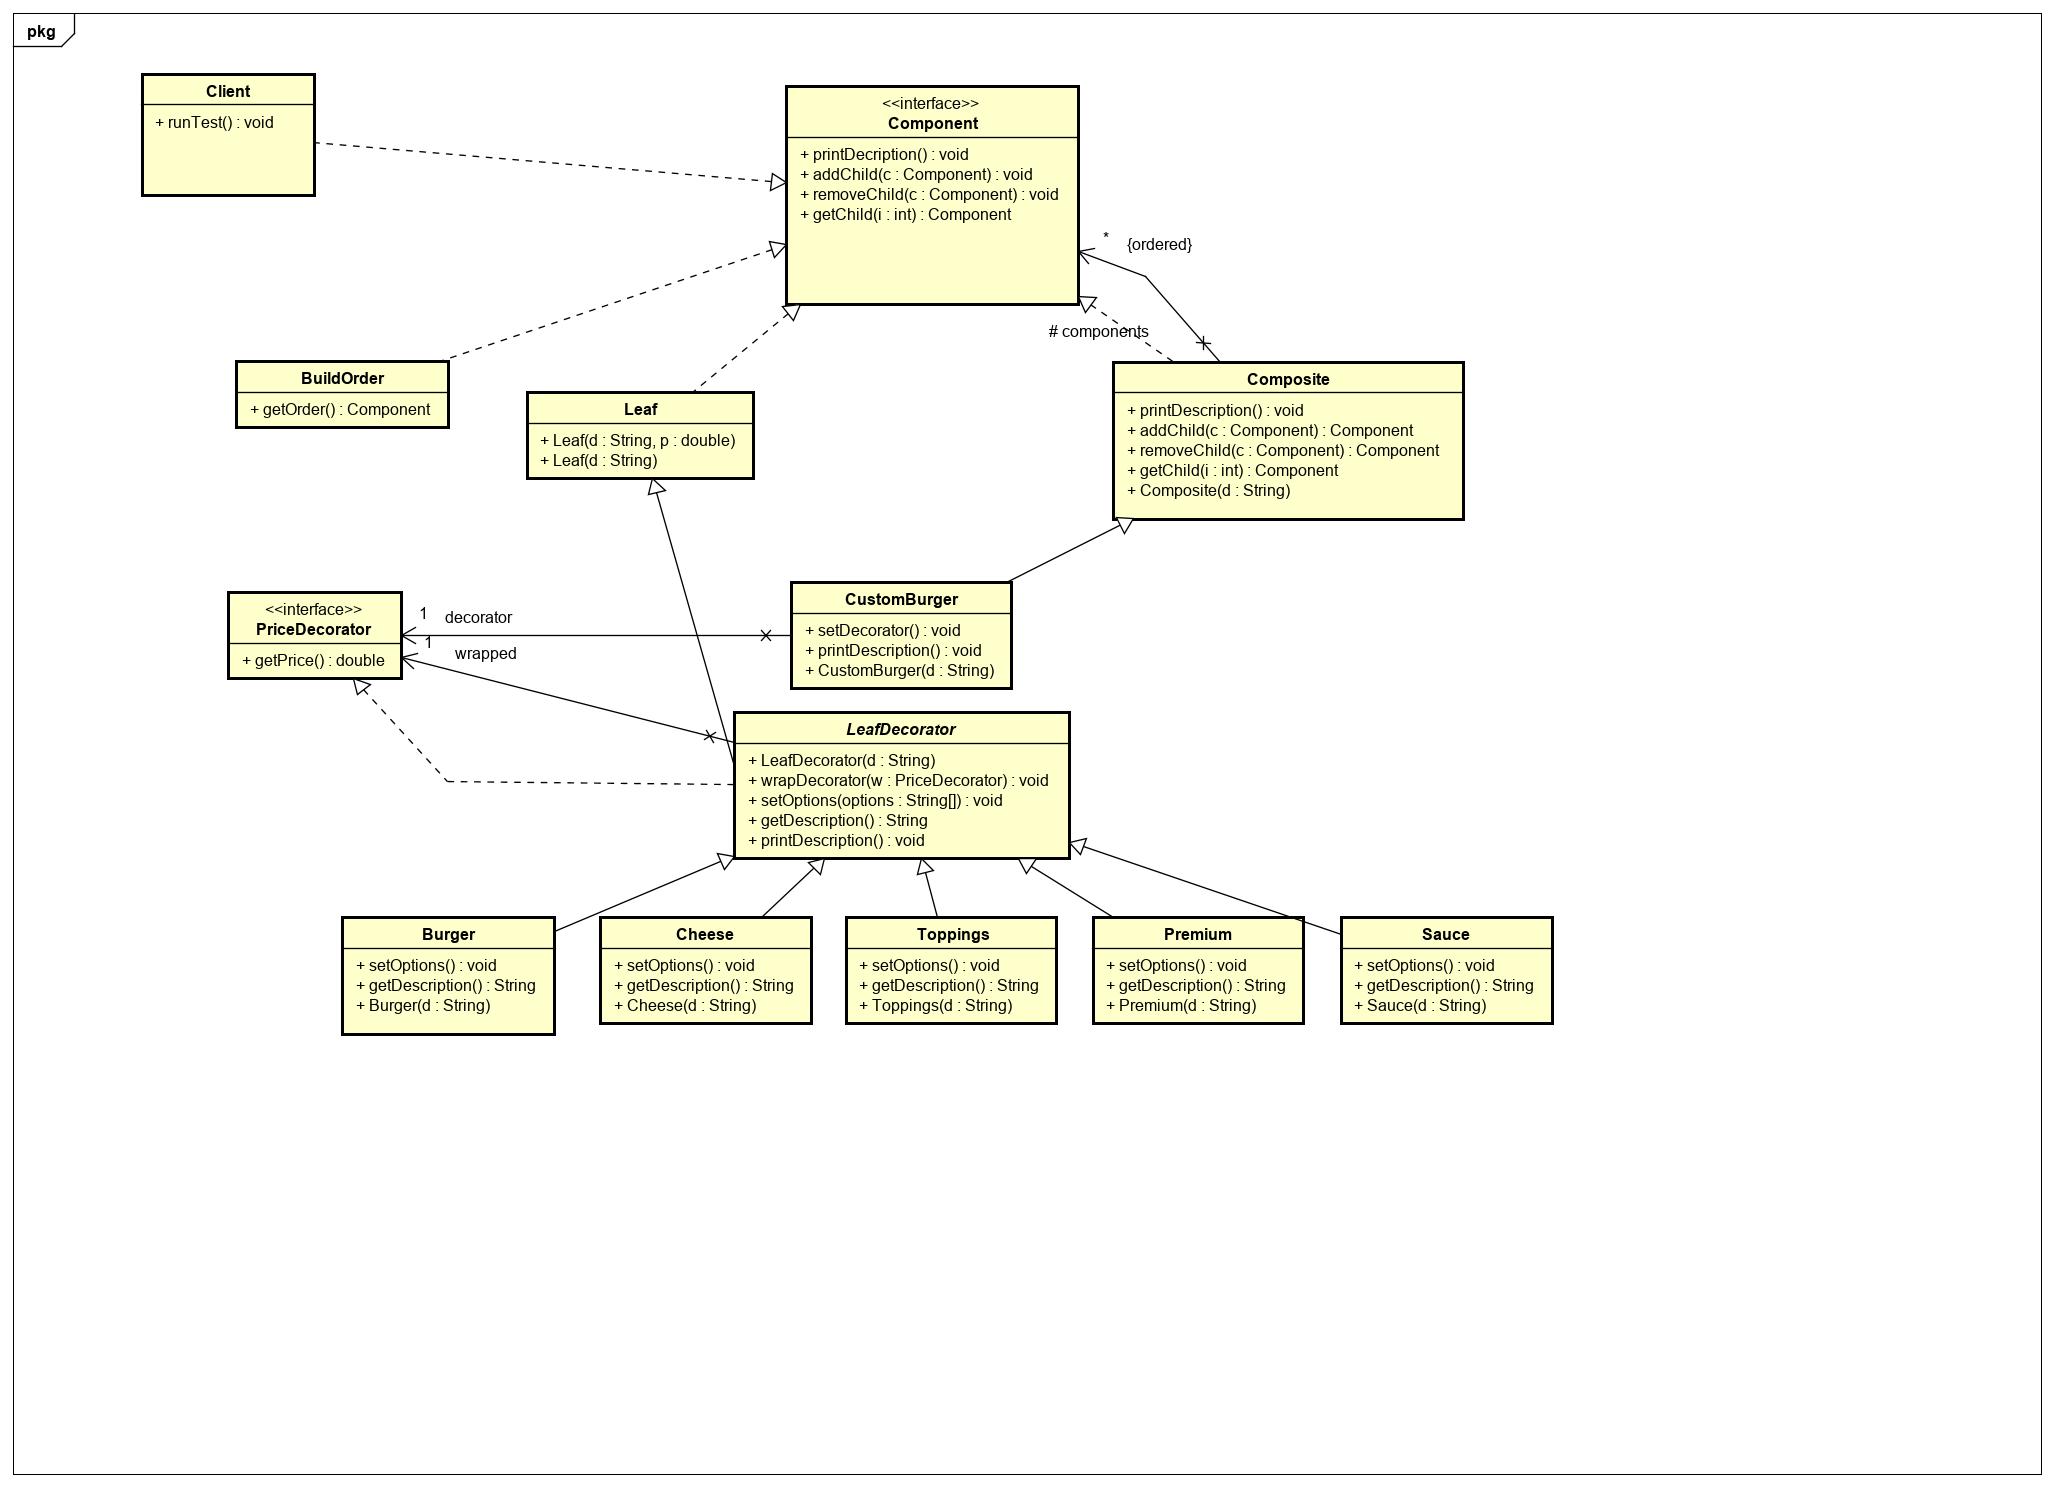 pkg
Client
+ runTest() : void
<<interface>>
Component
+ printDecription() : void
+ addChild(c : Component) : void
+ removeChild(c : Component) : void
+ getChild(i : int) : Component
* {ordered}
# components
BuildOrder
+ getOrder() : Component
Leaf
+ Leaf(d : String, p : double)
+ Leaf(d : String)
Composite
+ printDescription() : void
+ addChild(c : Component) : Component
+ removeChild(c : Component) : Component
+ getChild(i : int) : Component
+ Composite(d : String)
<<interface>>
PriceDecorator
+ getPrice() : double
1 decorator
1 wrapped
CustomBurger
+ setDecorator() : void
+ printDescription() : void
+ CustomBurger(d : String)
LeafDecorator
+ LeafDecorator(d : String)
+ wrapDecorator(w : PriceDecorator) : void
+ setOptions(options : String[]) : void
+ getDescription() : String
+ printDescription() : void
Burger
+ setOptions() : void
+ getDescription() : String
+ Burger(d : String)
Cheese
+ setOptions() : void
+ getDescription() : String
+ Cheese(d : String)
Toppings
+ setOptions() : void
+ getDescription() : String
+ Toppings(d : String)
Premium
+ setOptions() : void
+ getDescription() : String
+ Premium(d : String)
Sauce
+ setOptions() : void
+ getDescription() : String
+ Sauce(d : String)